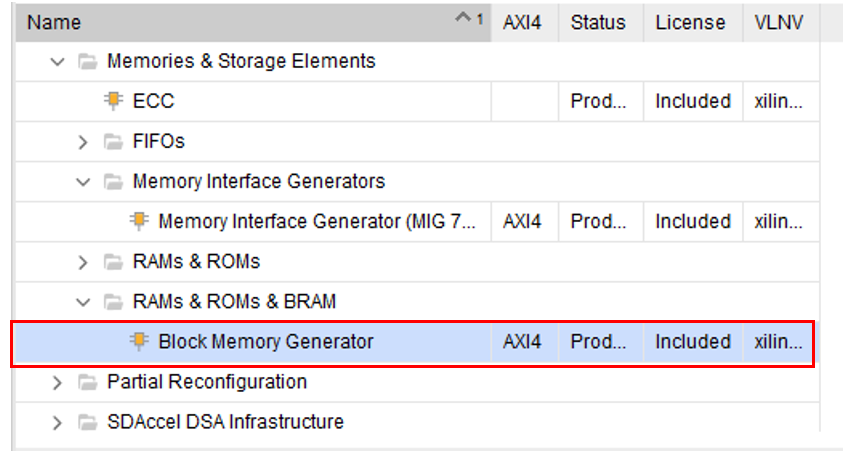 Name 1 AXI4 Status License VLNV
Memories & Storage Elements
ECC Prod... Included xilin...
FIFOs
Memory Interface Generators
Memory Interface Generator (MIG 7... AXI4 Prod... Included xilin...
RAMs & ROMs
RAMs & ROMs & BRAM
Block Memory Generator AXI4 Prod... Included xilin...
Partial Reconfiguration
SDAccel DSA Infrastructure